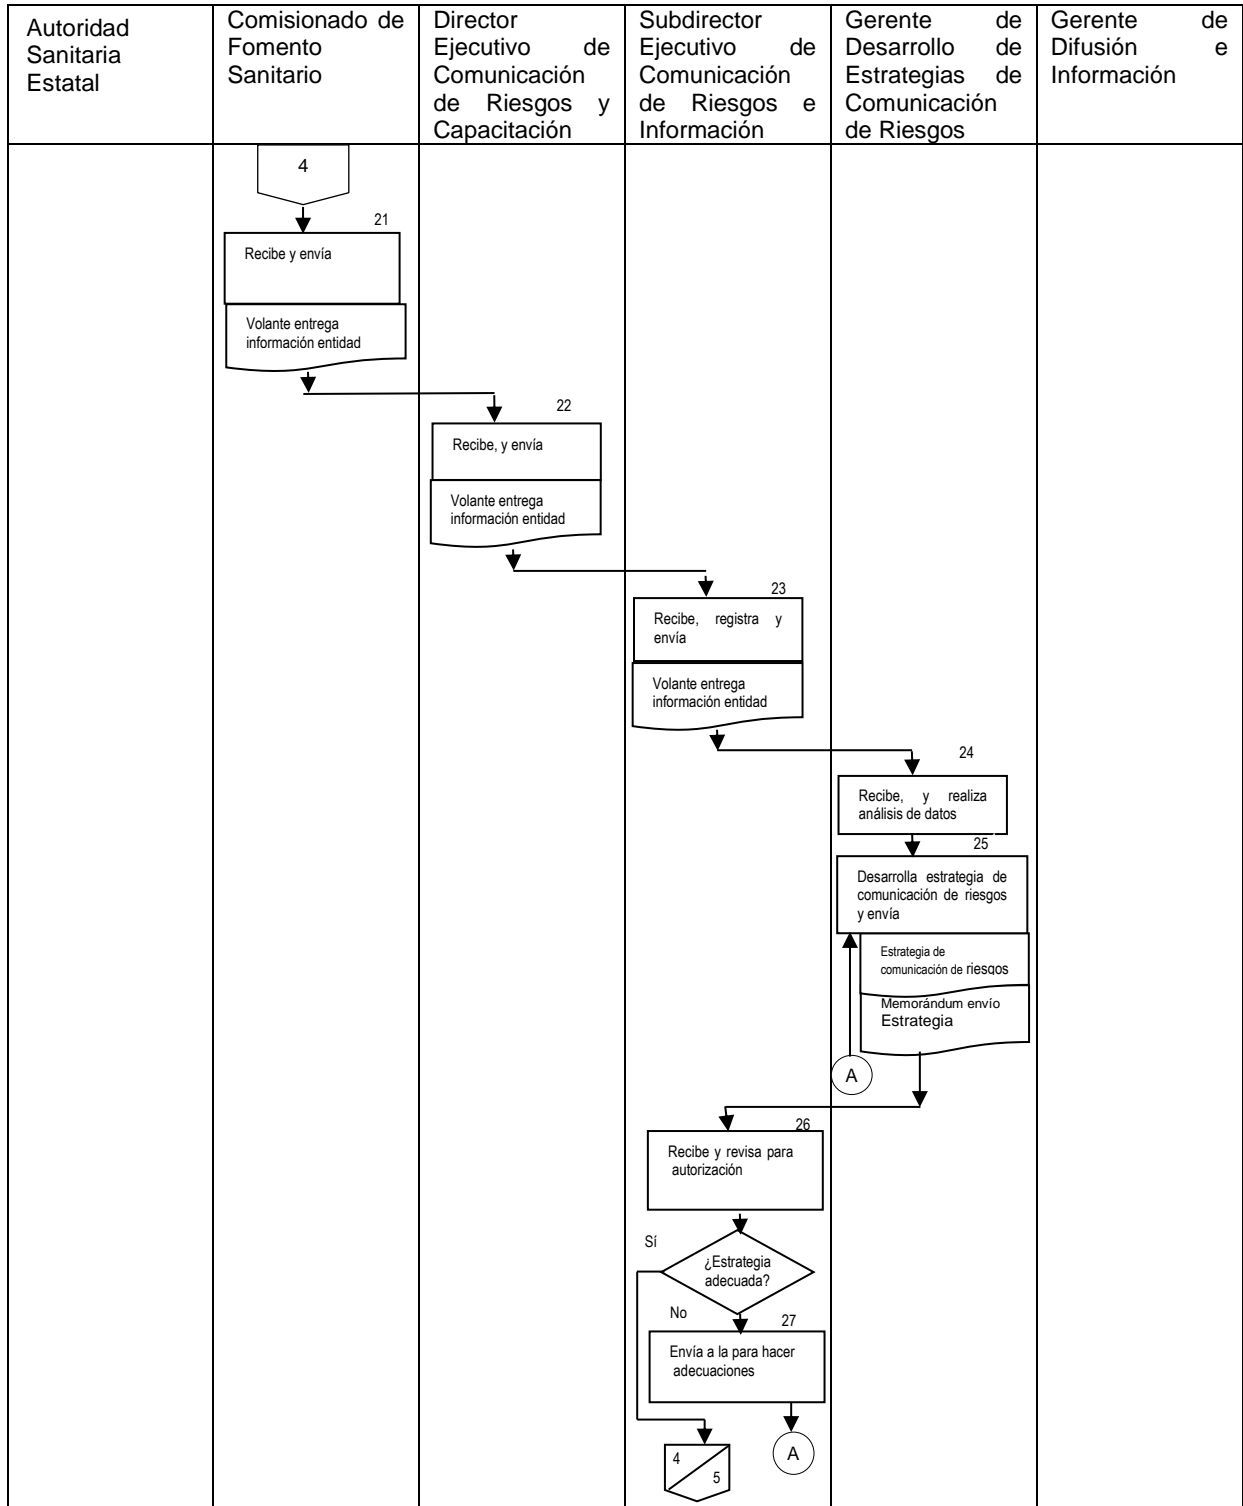 Autoridad
Sanitaria
Estatal
Comisionado de
Fomento
Sanitario
Director
Ejecutivo de
Comunicación
de Riesgos y
Capacitación
Subdirector
Ejecutivo de
Comunicación
de Riesgos e
Información
Gerente de
Desarrollo de
Estrategias de
Comunicación
de Riesgos
Gerente de
Difusión e
Información
4
21
Recibe y envía
Volante entrega
información entidad
22
Recibe, y envía
Volante entrega
información entidad
23
Recibe, registra y
envía
Volante entrega
información entidad
24
Recibe, y realiza
análisis de datos
25
Desarrolla estrategia de
comunicación de riesgos
y envía
Estrategia de
comunicación de riesgos
Memorándum envío
Estrategia
A
26
Recibe y revisa para
autorización
Sí
¿Estrategia
adecuada?
No
27
Envía a la para hacer
adecuaciones
4
5
A